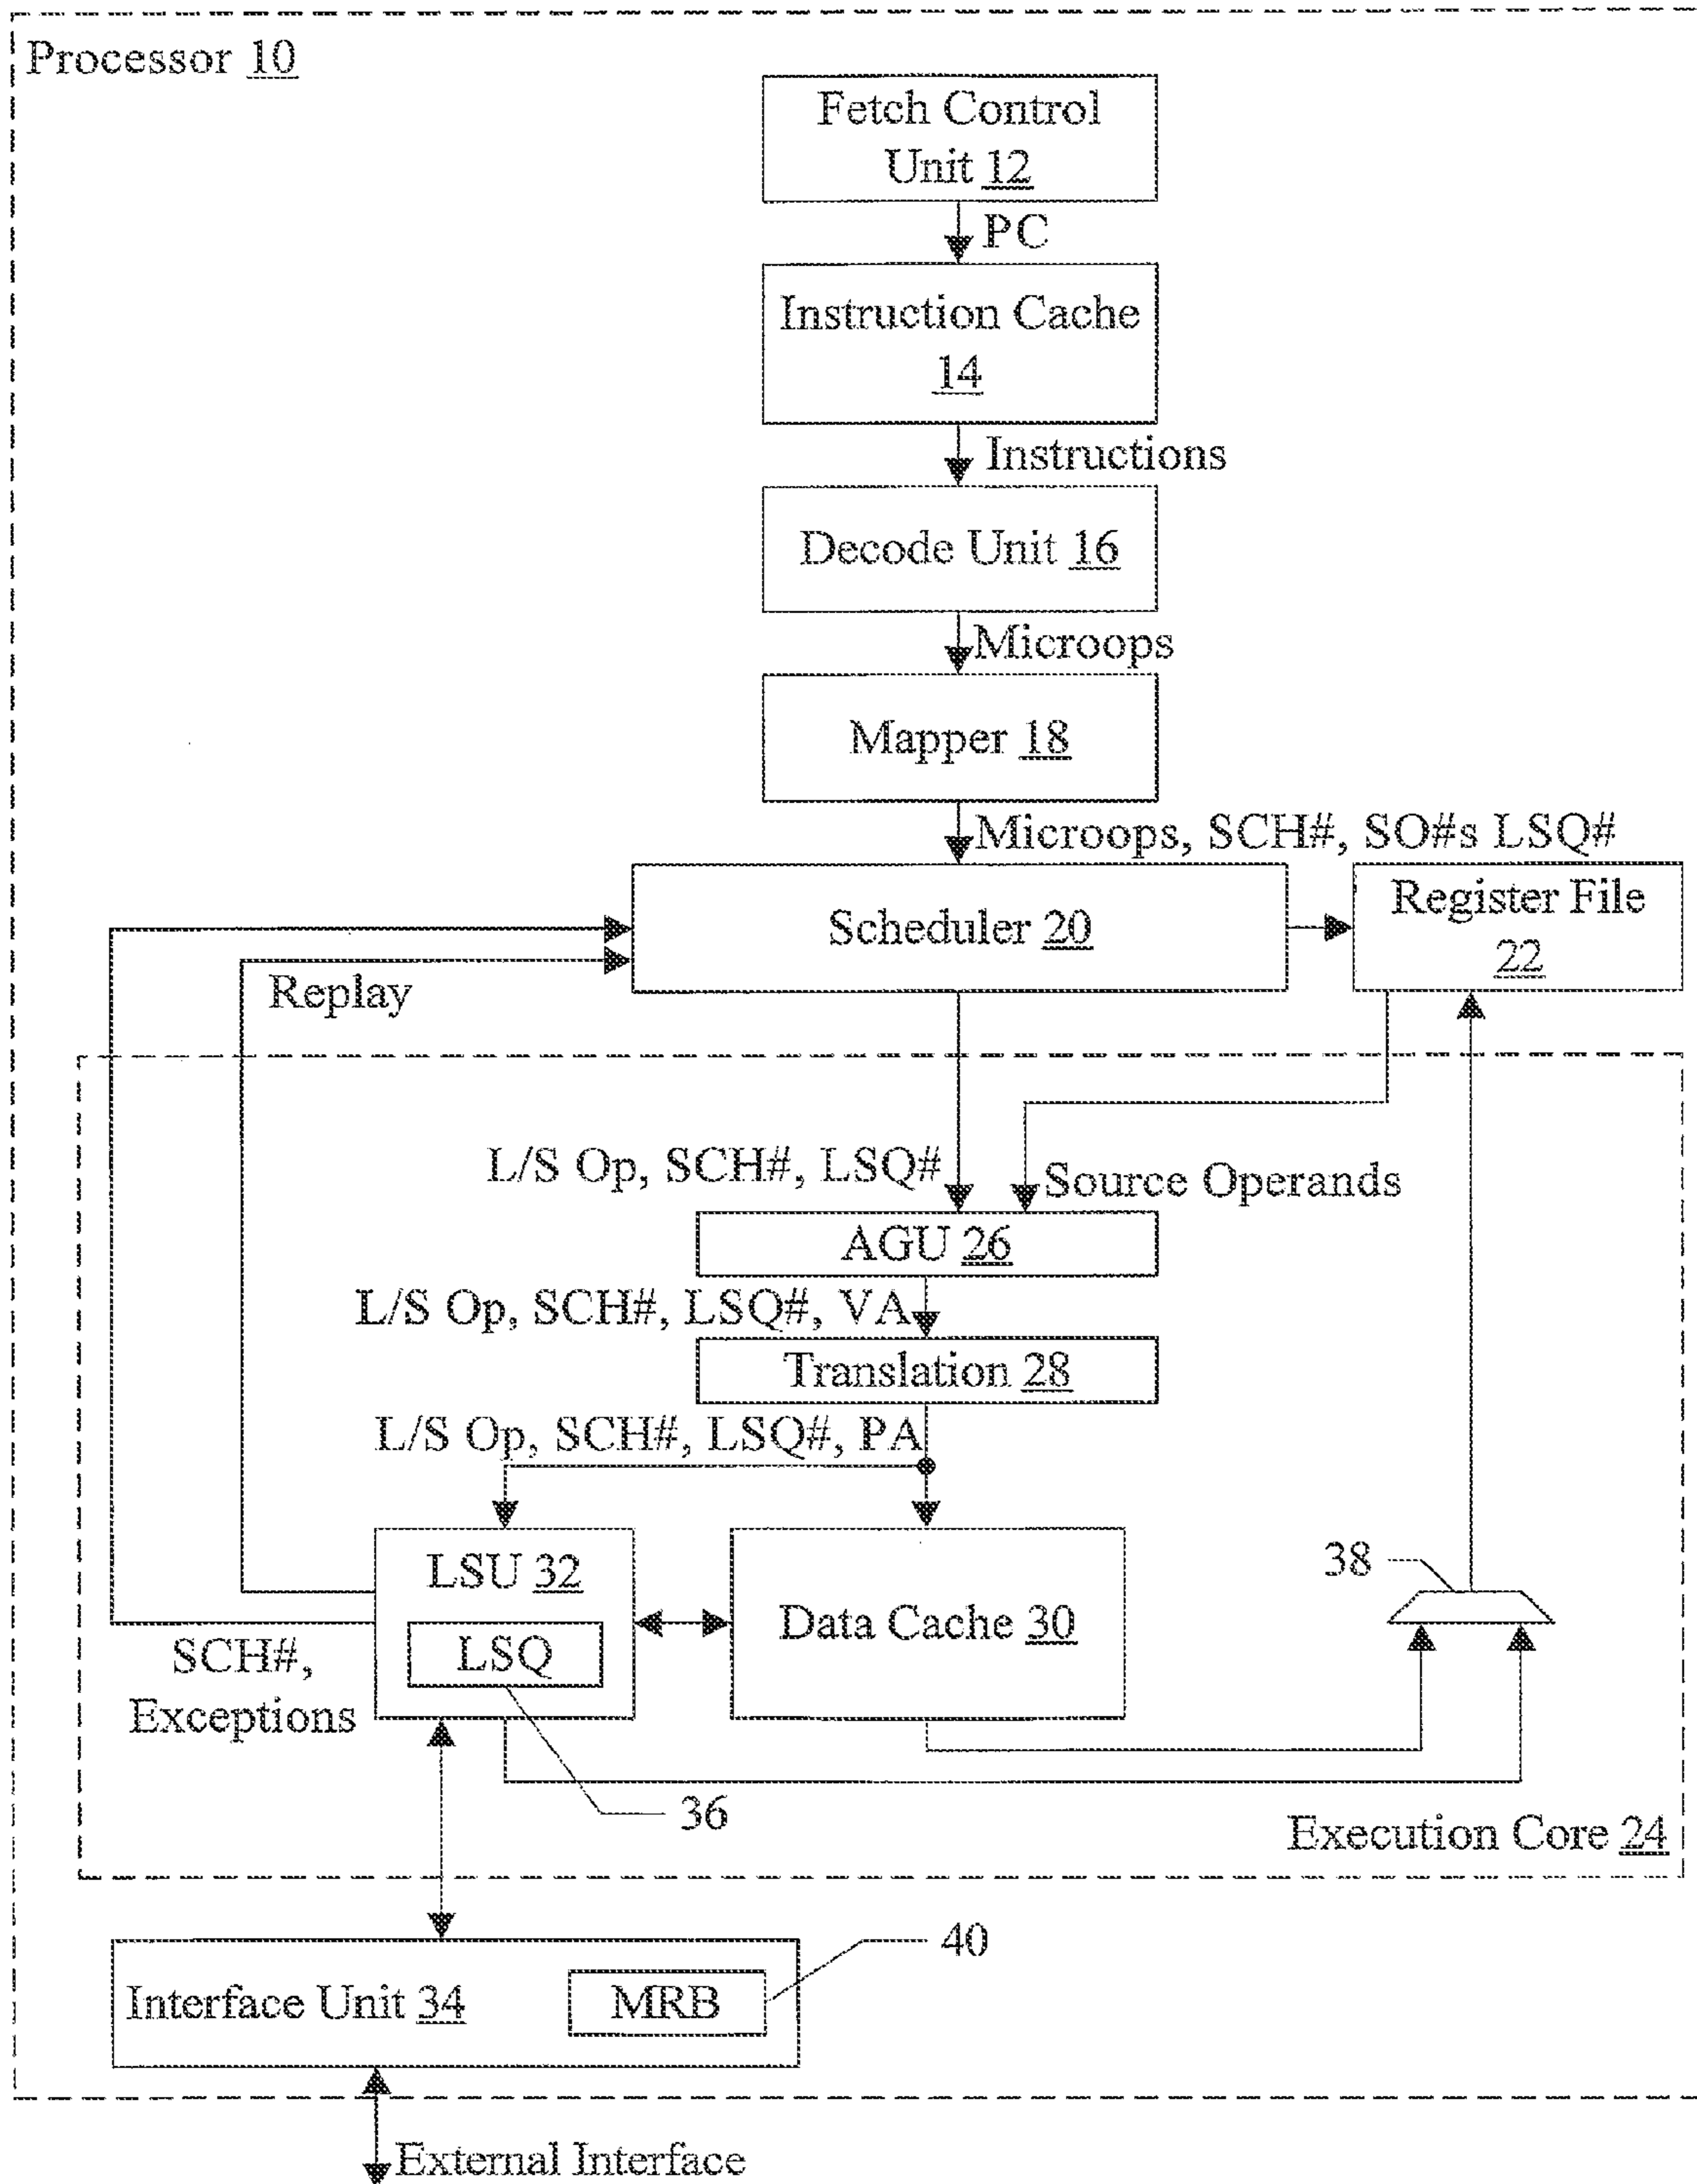 Processor 10
Fetch Control
Unit 12
PC
Instruction Cache
14
Instructions
Decode Unit 16
Microops
Mapper 18
Microops, SCH#, SO#s LSQ#
Scheduler 20
Register File
22
Replay
L/S Op, SCH#, LSQ#
Source Operands
AGU 26
L/S Op, SCH#, LSQ#, VA
Translation 28
L/S Op, SCH#, LSQ#, PA
LSU 32
LSQ
Data Cache 30
38
SCH#,
Exceptions
36
Execution Core 24
Interface Unit 34
MRB
40
External Interface